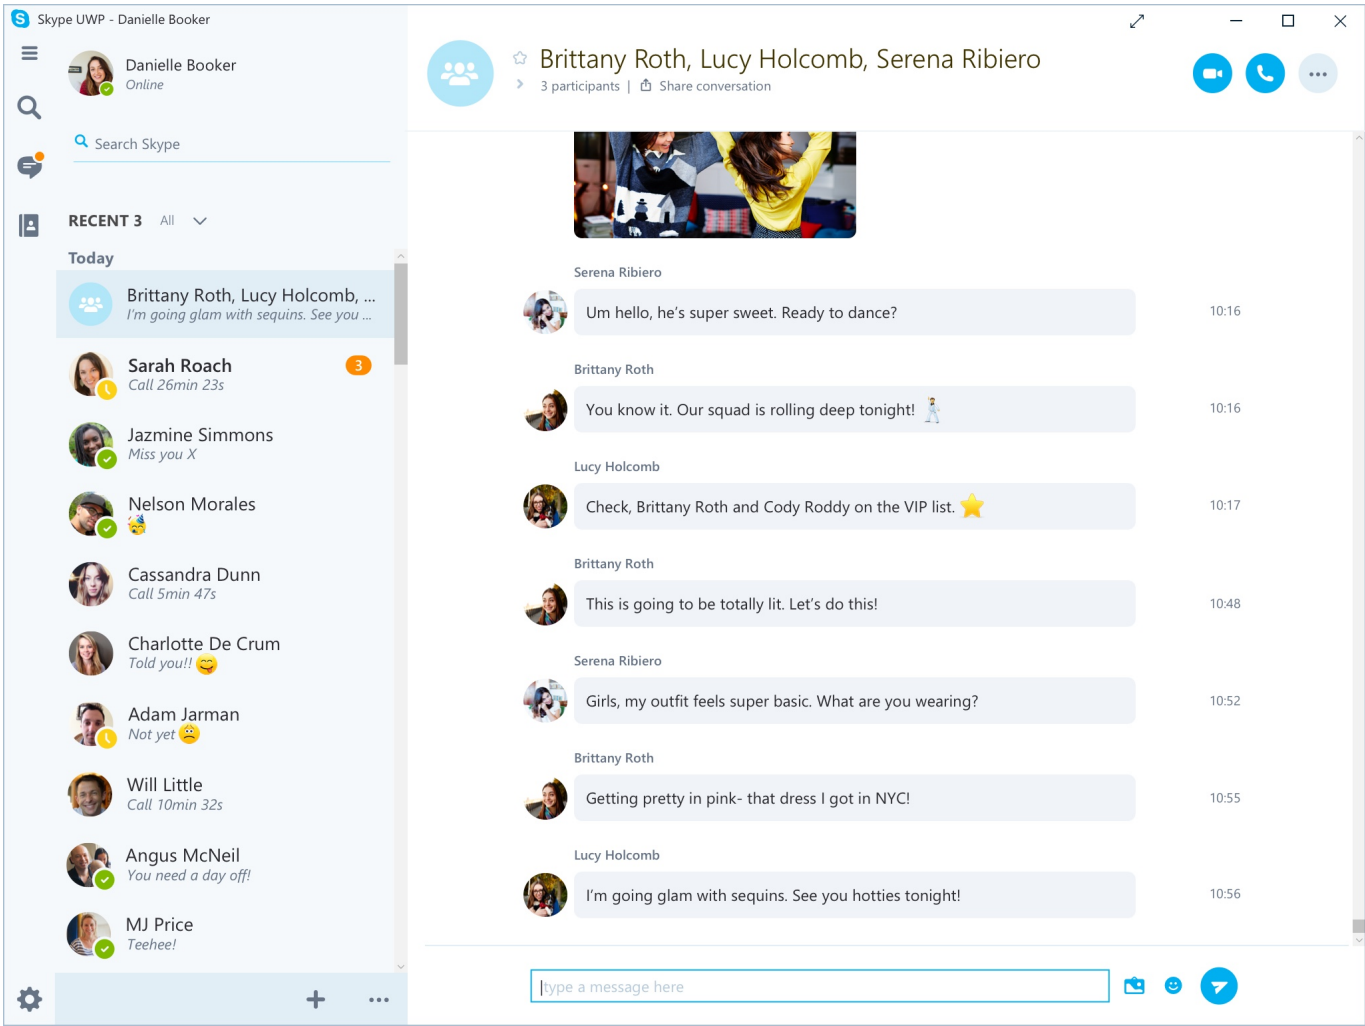 Skype UWP - Danielle Booker
Danielle Booker
Online
Search Skype
RECENT 3 All
Today
Brittany Roth, Lucy Holcomb, ...
I'm going glam with sequins. See you ...
Sarah Roach
3
Call 26min 23s
Jazmine Simmons
Miss you X
Nelson Morales
Cassandra Dunn
Call 5min 47s
Charlotte De Crum
Told you!!
Adam Jarman
Not yet
Will Little
Call 10min 32s
Angus McNeil
You need a day off!
MJ Price
Teehee!
Brittany Roth, Lucy Holcomb, Serena Ribiero
3 participants | Share conversation
Serena Ribiero
Um hello, he's super sweet. Ready to dance?
10:16
Brittany Roth
You know it. Our squad is rolling deep tonight!
10:16
Lucy Holcomb
Check, Brittany Roth and Cody Roddy on the VIP list.
10:17
Brittany Roth
This is going to be totally lit. Let's do this!
10:48
Serena Ribiero
Girls, my outfit feels super basic. What are you wearing?
10:52
Brittany Roth
Getting pretty in pink- that dress I got in NYC!
10:55
Lucy Holcomb
I'm going glam with sequins. See you hotties tonight!
10:56
type a message here